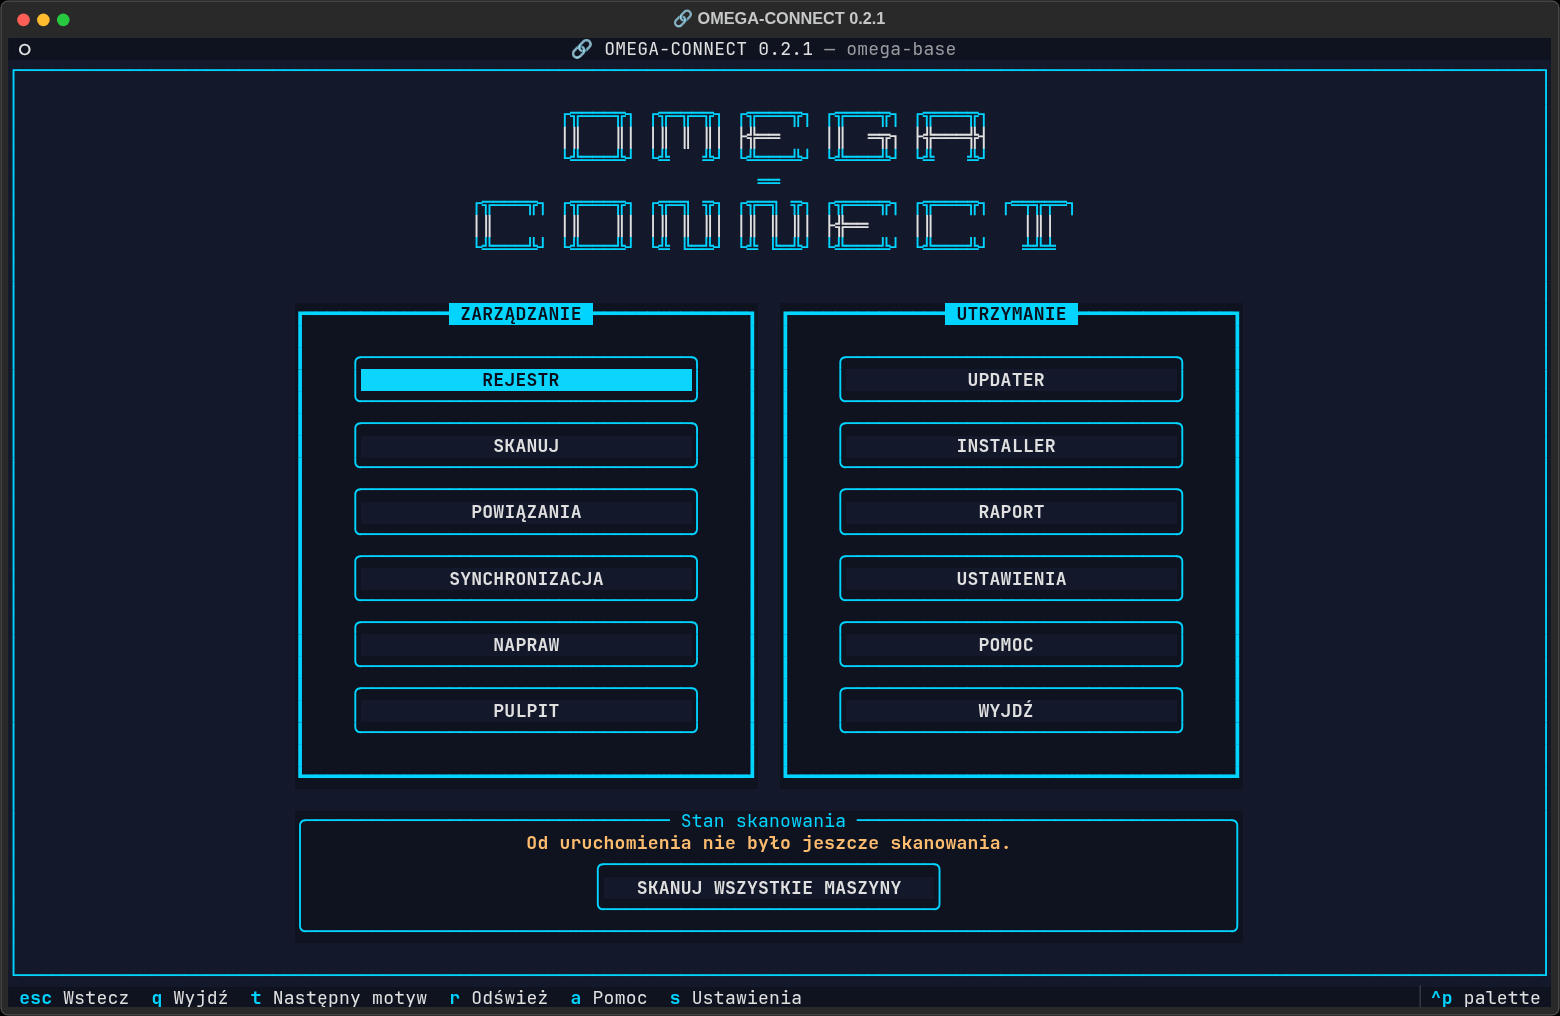 🔗 OMEGA-CONNECT 0.2.1
🔗 OMEGA-CONNECT 0.2.1 — omega-base
OMEGA
-
CONNECT
ZARZĄDZANIE
REJESTR
SKANUJ
POWIĄZANIA
SYNCHRONIZACJA
NAPRAW
PULPIT
UTRZYMANIE
UPDATER
INSTALLER
RAPORT
USTAWIENIA
POMOC
WYJDŹ
Stan skanowania
Od uruchomienia nie było jeszcze skanowania.
SKANUJ WSZYSTKIE MASZYNY
esc Wstecz q Wyjdź t Następny motyw r Odśwież a Pomoc s Ustawienia ^p palette